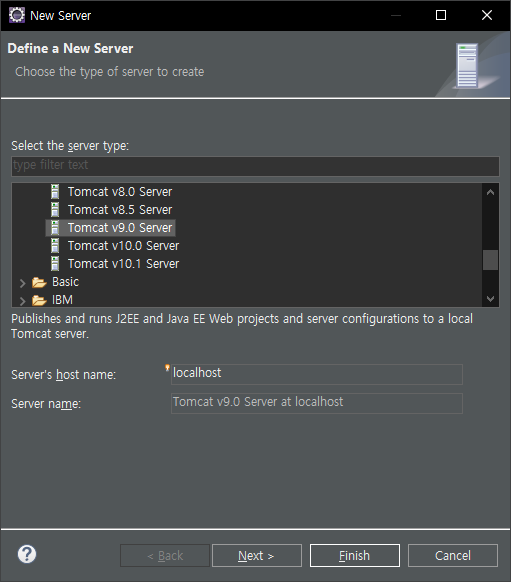 New Server
Define a New Server
Choose the type of server to create
Select the server type:
type filter text
Tomcat v8.0 Server
Tomcat v8.5 Server
Tomcat v9.0 Server
Tomcat v10.0 Server
Tomcat v10.1 Server
Basic
IBM
Publishes and runs J2EE and Java EE Web projects and server configurations to a local
Tomcat server.
Server's host name: localhost
Server name: Tomcat v9.0 Server at localhost
? < Back Next > Finish Cancel